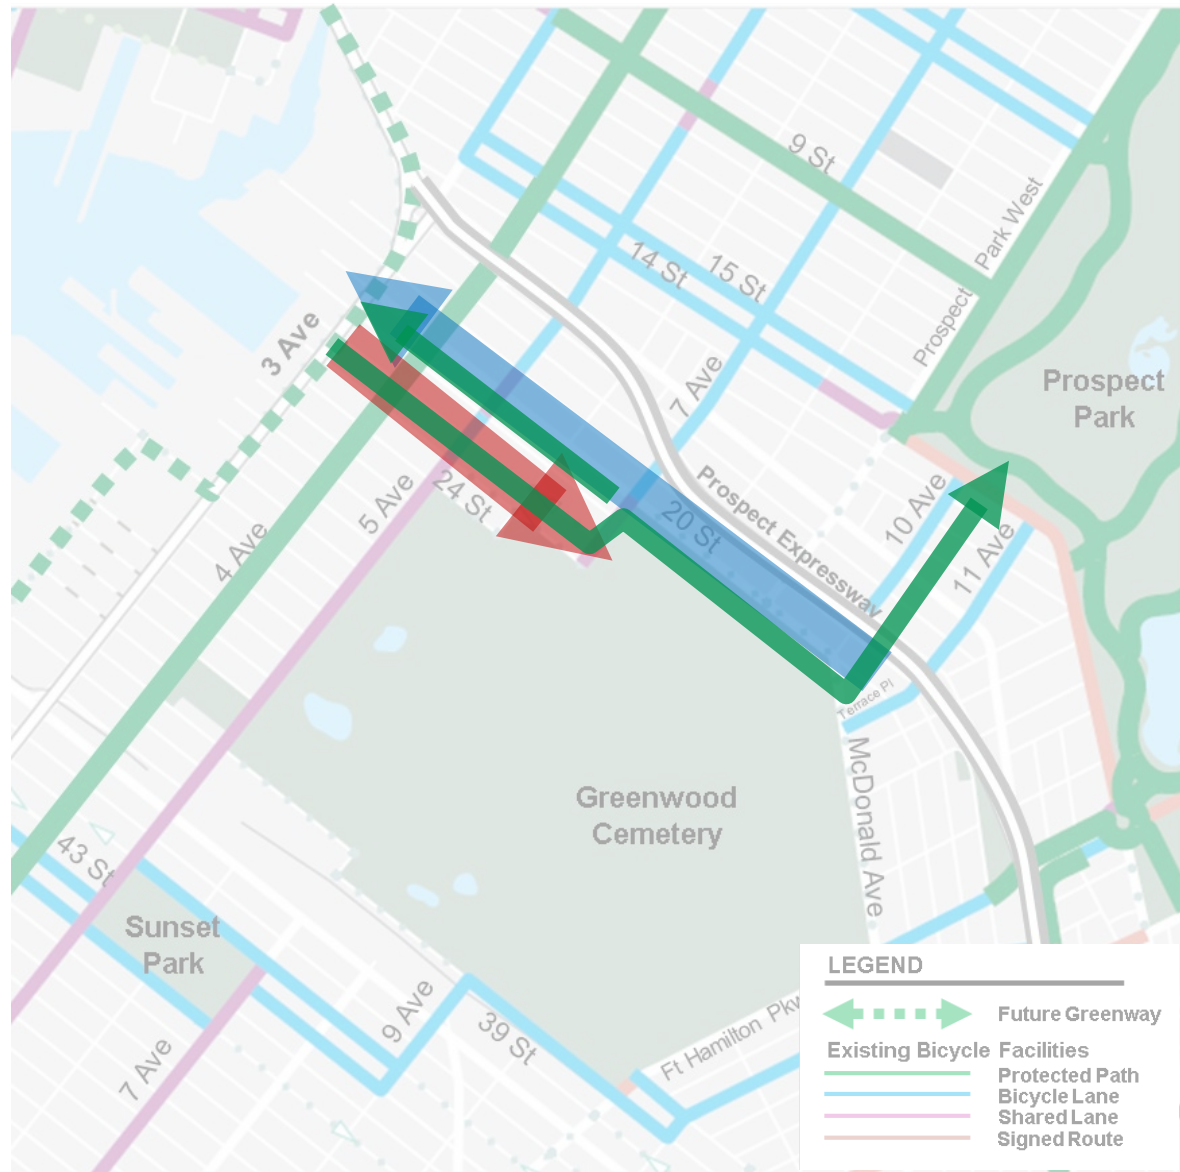 9 St
Park West
15 St
14 St
3 Ave
Prospect
7 Ave
Prospect
Park
24 St
5 Ave
20 St
Prospect Expressway
10 Ave
11 Ave
4 Ave
Terrace Pl
McDonald Ave
Greenwood
Cemetery
43 St
Sunset
Park
9 Ave
39 St
Ft Hamilton Pkw
7 Ave
LEGEND
Future Greenway
Existing Bicycle Facilities
Protected Path
Bicycle Lane
Shared Lane
Signed Route